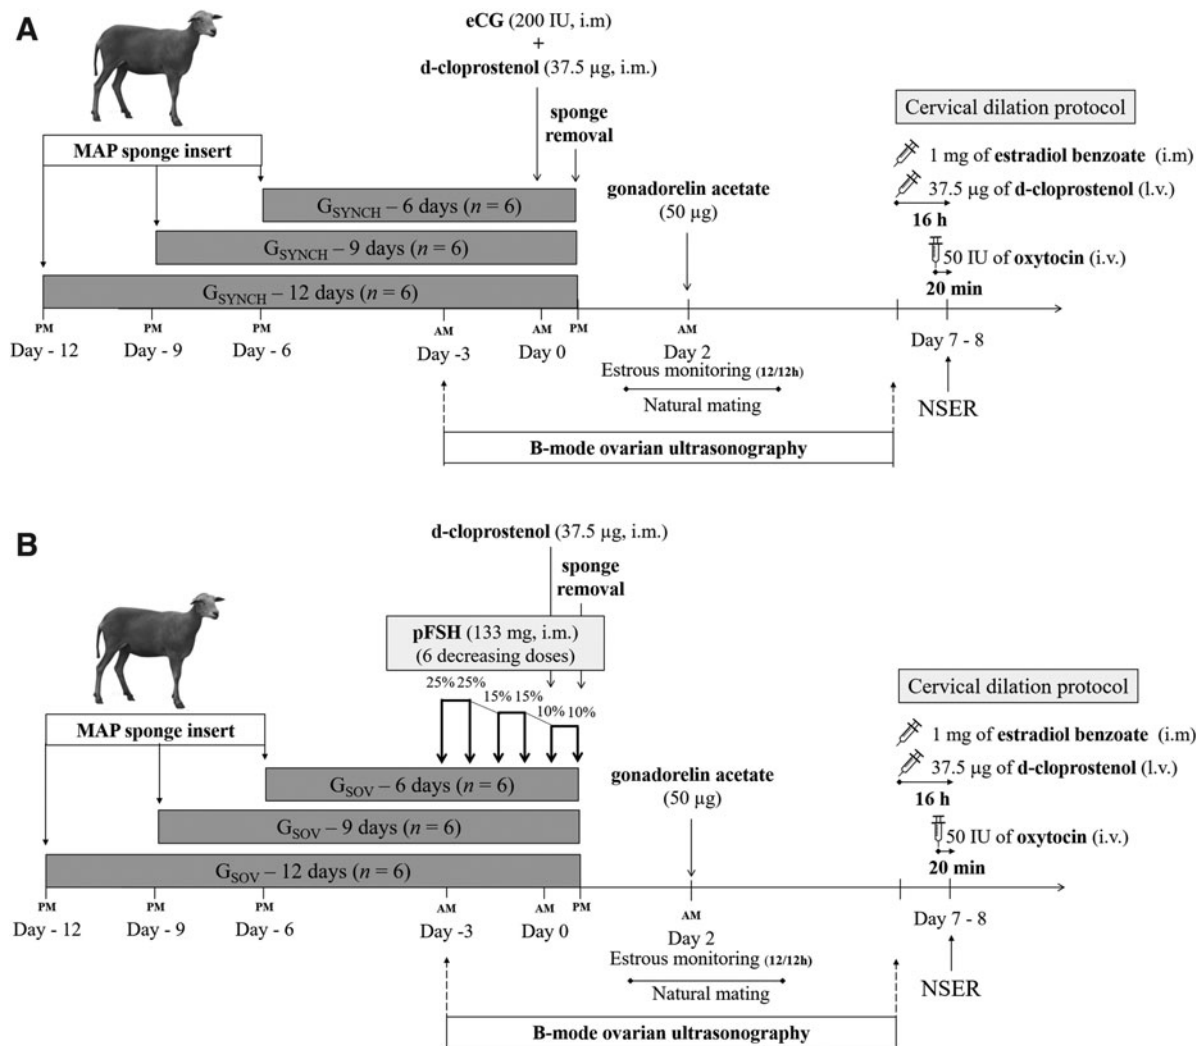 A
eCG (200 IU, i.m)
+
d-cloprostenol (37.5 µg, i.m.)
sponge
removal
MAP sponge insert
Cervical dilation protocol
1 mg of estradiol benzoate (i.m)
37.5 µg of d-cloprostenol (l.v.)
16 h
50 IU of oxytocin (i.v.)
20 min
gonadorelin acetate
(50 µg)
GSYNCH – 6 days (n = 6)
GSYNCH – 9 days (n = 6)
GSYNCH – 12 days (n = 6)
PM PM PM AM AM PM AM
Day - 12 Day - 9 Day - 6 Day -3 Day 0 Day 2 Day 7 - 8
Estrous monitoring (12/12h)
Natural mating
NSER
B-mode ovarian ultrasonography
B
d-cloprostenol (37.5 µg, i.m.)
sponge
removal
pFSH (133 mg, i.m.)
(6 decreasing doses)
25% 25% 15% 15% 10% 10%
MAP sponge insert
Cervical dilation protocol
1 mg of estradiol benzoate (i.m)
37.5 µg of d-cloprostenol (l.v.)
16 h
50 IU of oxytocin (i.v.)
20 min
gonadorelin acetate
(50 µg)
GSOV – 6 days (n = 6)
GSOV – 9 days (n = 6)
GSOV – 12 days (n = 6)
PM PM PM AM AM PM AM
Day - 12 Day - 9 Day - 6 Day -3 Day 0 Day 2 Day 7 - 8
Estrous monitoring (12/12h)
Natural mating
NSER
B-mode ovarian ultrasonography